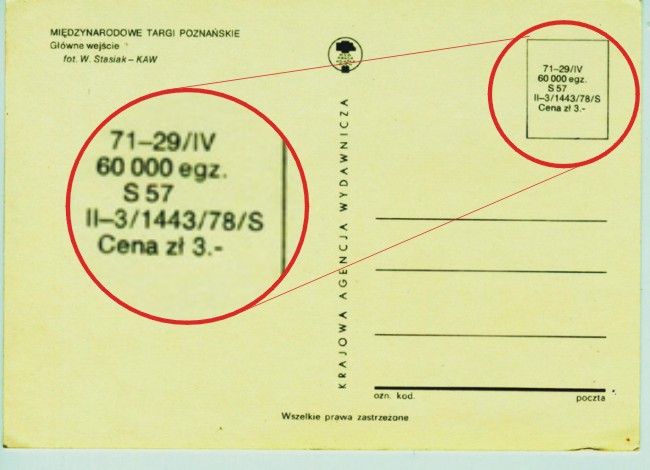 MIĘDZYNARODOWE TARGI POZNAŃSKIE
Główne wejście
fot. W. Stasiak – KAW
71–29/IV
60 000 egz.
S 57
II–3/1443/78/S
Cena zł 3.-
71–29/IV
60 000 egz.
S 57
II–3/1443/78/S
Cena zł 3.-
KRAJOWA AGENCJA WYDAWNICZA
ozn. kod.
poczta
Wszelkie prawa zastrzeżone